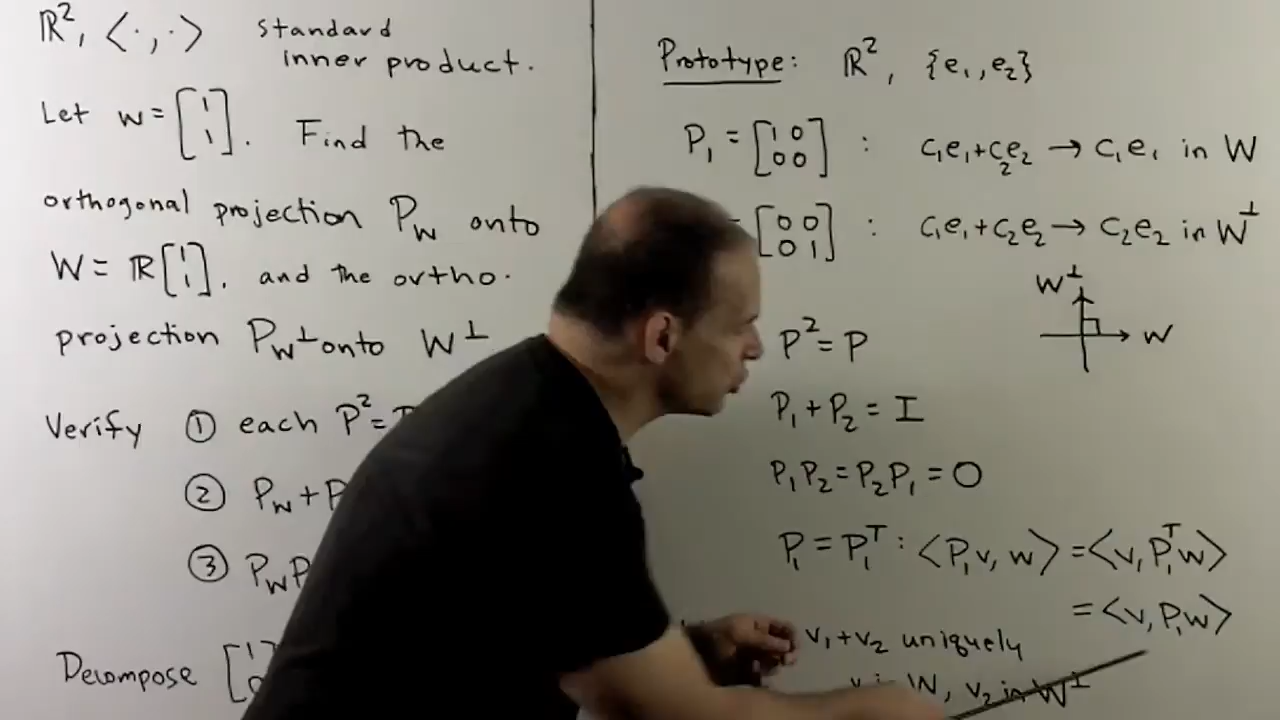 ℝ², ⟨·,·⟩ standard
inner product.
Let w = [1 1]. Find the
orthogonal projection P_W onto
W = ℝ[1 1], and the ortho.
projection P_W⊥ onto W⊥
Verify ① each P² =
② P_W +
③ P_W P
Decompose
Prototype: ℝ², {e₁, e₂}
P₁ = [1 0 0 0] : c₁e₁+c₂e₂ → c₁e₁ in W
= [0 0 0 1] : c₁e₁+c₂e₂ → c₂e₂ in W⊥
W⊥
W
P² = P
P₁ + P₂ = I
P₁P₂ = P₂P₁ = 0
P₁ = P₁ᵀ : ⟨P₁v, w⟩ = ⟨v, P₁ᵀw⟩
= ⟨v, P₁w⟩
v₁+v₂ uniquely
in W, v₂ in W⊥